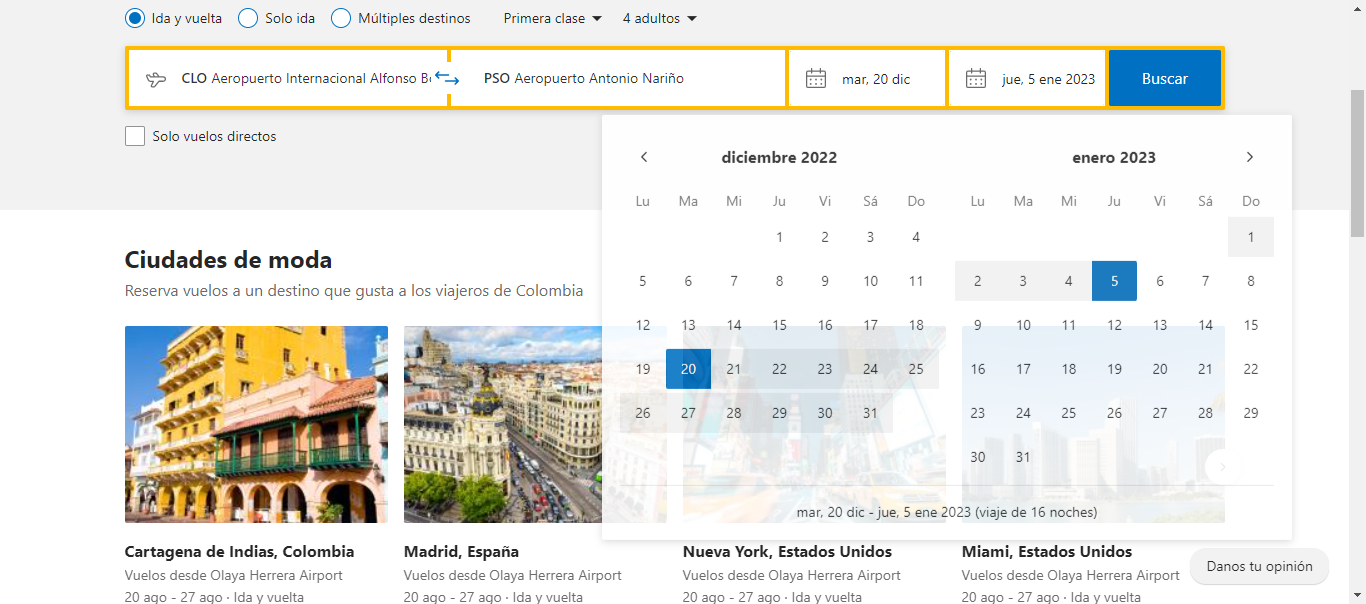 Ida y vuelta Solo ida Múltiples destinos Primera clase 4 adultos
CLO Aeropuerto Internacional Alfonso B PSO Aeropuerto Antonio Nariño mar, 20 dic jue, 5 ene 2023 Buscar
Solo vuelos directos
diciembre 2022 enero 2023
Lu Ma Mi Ju Vi Sá Do Lu Ma Mi Ju Vi Sá Do
1 2 3 4 1
5 6 7 8 9 10 11 2 3 4 5 6 7 8
12 13 14 15 16 17 18 9 10 11 12 13 14 15
19 20 21 22 23 24 25 16 17 18 19 20 21 22
26 27 28 29 30 31 23 24 25 26 27 28 29
30 31
mar, 20 dic - jue, 5 ene 2023 (viaje de 16 noches)
Ciudades de moda
Reserva vuelos a un destino que gusta a los viajeros de Colombia
Cartagena de Indias, Colombia
Vuelos desde Olaya Herrera Airport
20 ago - 27 ago · Ida y vuelta
Madrid, España
Vuelos desde Olaya Herrera Airport
20 ago - 27 ago · Ida y vuelta
Nueva York, Estados Unidos
Vuelos desde Olaya Herrera Airport
20 ago - 27 ago · Ida y vuelta
Miami, Estados Unidos
Vuelos desde Olaya Herrera Airport
20 ago - 27 ago · Ida y vuelta
Danos tu opinión